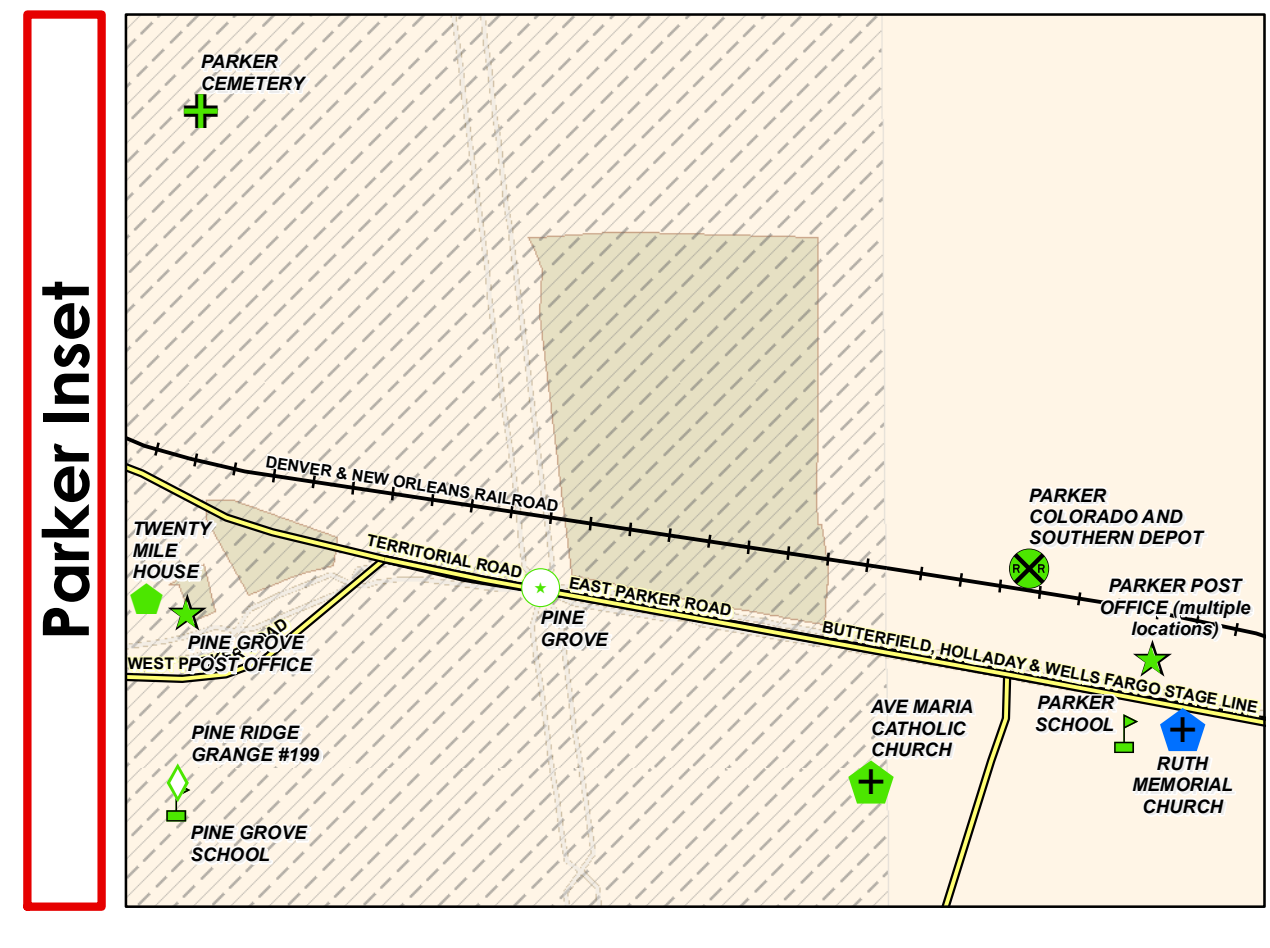 Parker Inset
PARKER
CEMETERY
DENVER & NEW ORLEANS RAILROAD
PARKER
COLORADO AND
SOUTHERN DEPOT
R R
TWENTY
MILE
HOUSE
TERRITORIAL ROAD
EAST PARKER ROAD
PARKER POST
OFFICE (multiple
locations)
PINE
GROVE
PINE GROVE
POST OFFICE
WEST P ROAD
BUTTERFIELD, HOLLADAY & WELLS FARGO STAGE LINE
PARKER
SCHOOL
AVE MARIA
CATHOLIC
CHURCH
PINE RIDGE
GRANGE #199
RUTH
MEMORIAL
CHURCH
PINE GROVE
SCHOOL